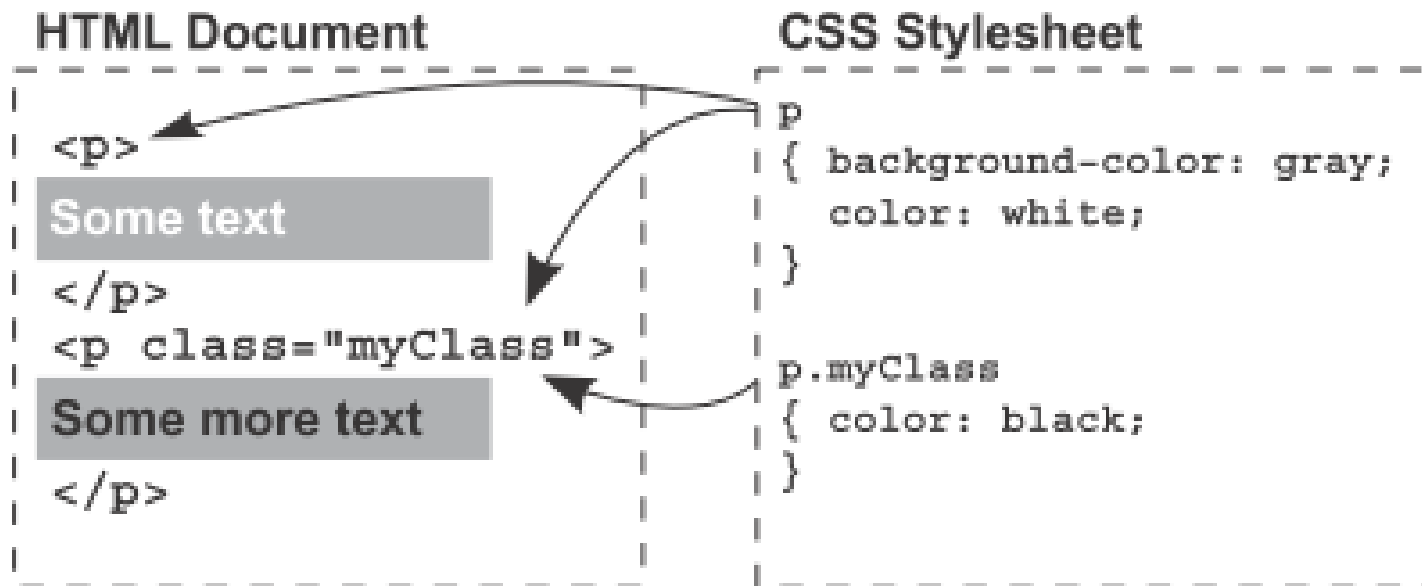 HTML Document
<p>
Some text
</p>
<p class="myClass">
Some more text
</p>
CSS Stylesheet
p
{ background-color: gray;
color: white;
}
p.myClass
{ color: black;
}